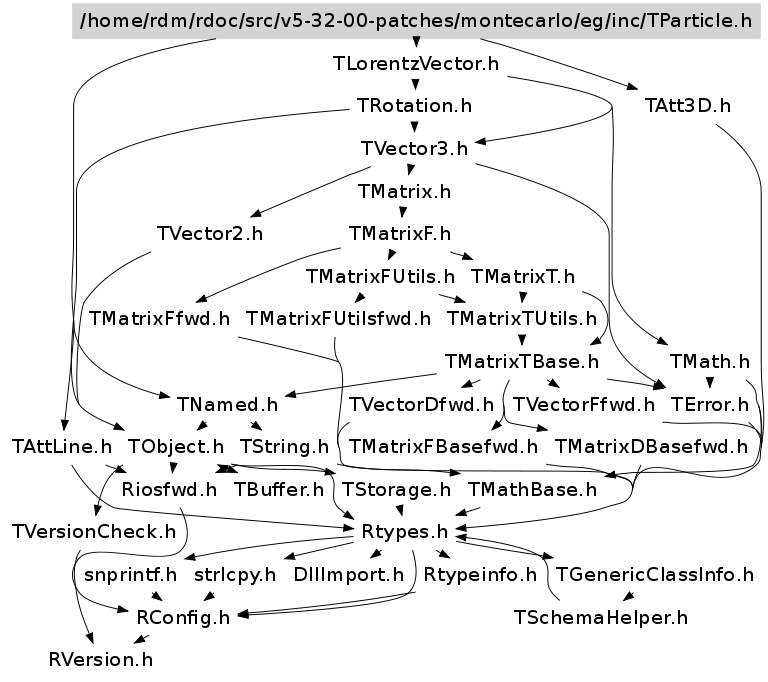 /home/rdm/rdoc/src/v5-32-00-patches/montecarlo/eg/inc/TParticle.h
TLorentzVector.h
TRotation.h TAtt3D.h
TVector3.h
TMatrix.h
TVector2.h TMatrixF.h
TMatrixFUtils.h TMatrixT.h
TMatrixFfwd.h TMatrixFUtilsfwd.h TMatrixTUtils.h
TMatrixTBase.h TMath.h
TNamed.h TVectorDfwd.h TVectorFfwd.h TError.h
TAttLine.h TObject.h TString.h TMatrixFBasefwd.h TMatrixDBasefwd.h
Riosfwd.h TBuffer.h TStorage.h TMathBase.h
TVersionCheck.h Rtypes.h
snprintf.h strlcpy.h DllImport.h Rtypeinfo.h TGenericClassInfo.h
RConfig.h TSchemaHelper.h
RVersion.h